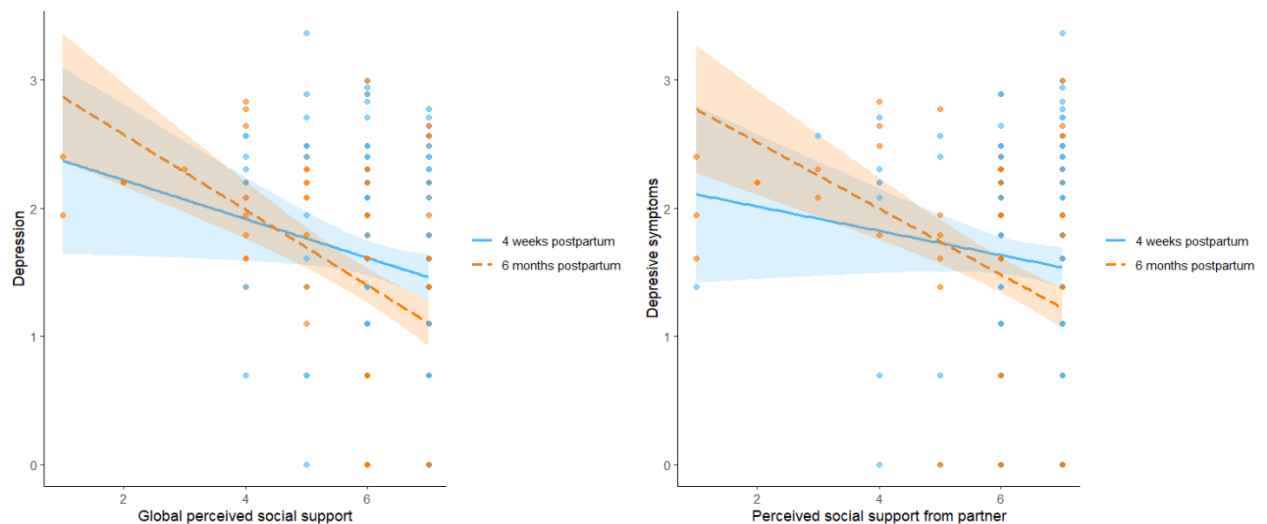 3
2
1
0
Depression
2
4
6
Global perceived social support
4 weeks postpartum
6 months postpartum
3
2
1
0
Depresive symptoms
2
4
6
Perceived social support from partner
4 weeks postpartum
6 months postpartum